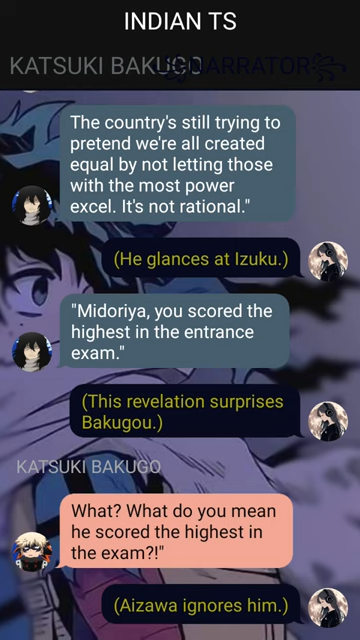 INDIAN TS
KATSUKI BAKUGO
NARRATOR
The country's still trying to
pretend we're all created
equal by not letting those
with the most power
excel. It's not rational."
(He glances at Izuku.)
"Midoriya, you scored the
highest in the entrance
exam."
(This revelation surprises
Bakugou.)
KATSUKI BAKUGO
What? What do you mean
he scored the highest in
the exam?!"
(Aizawa ignores him.)